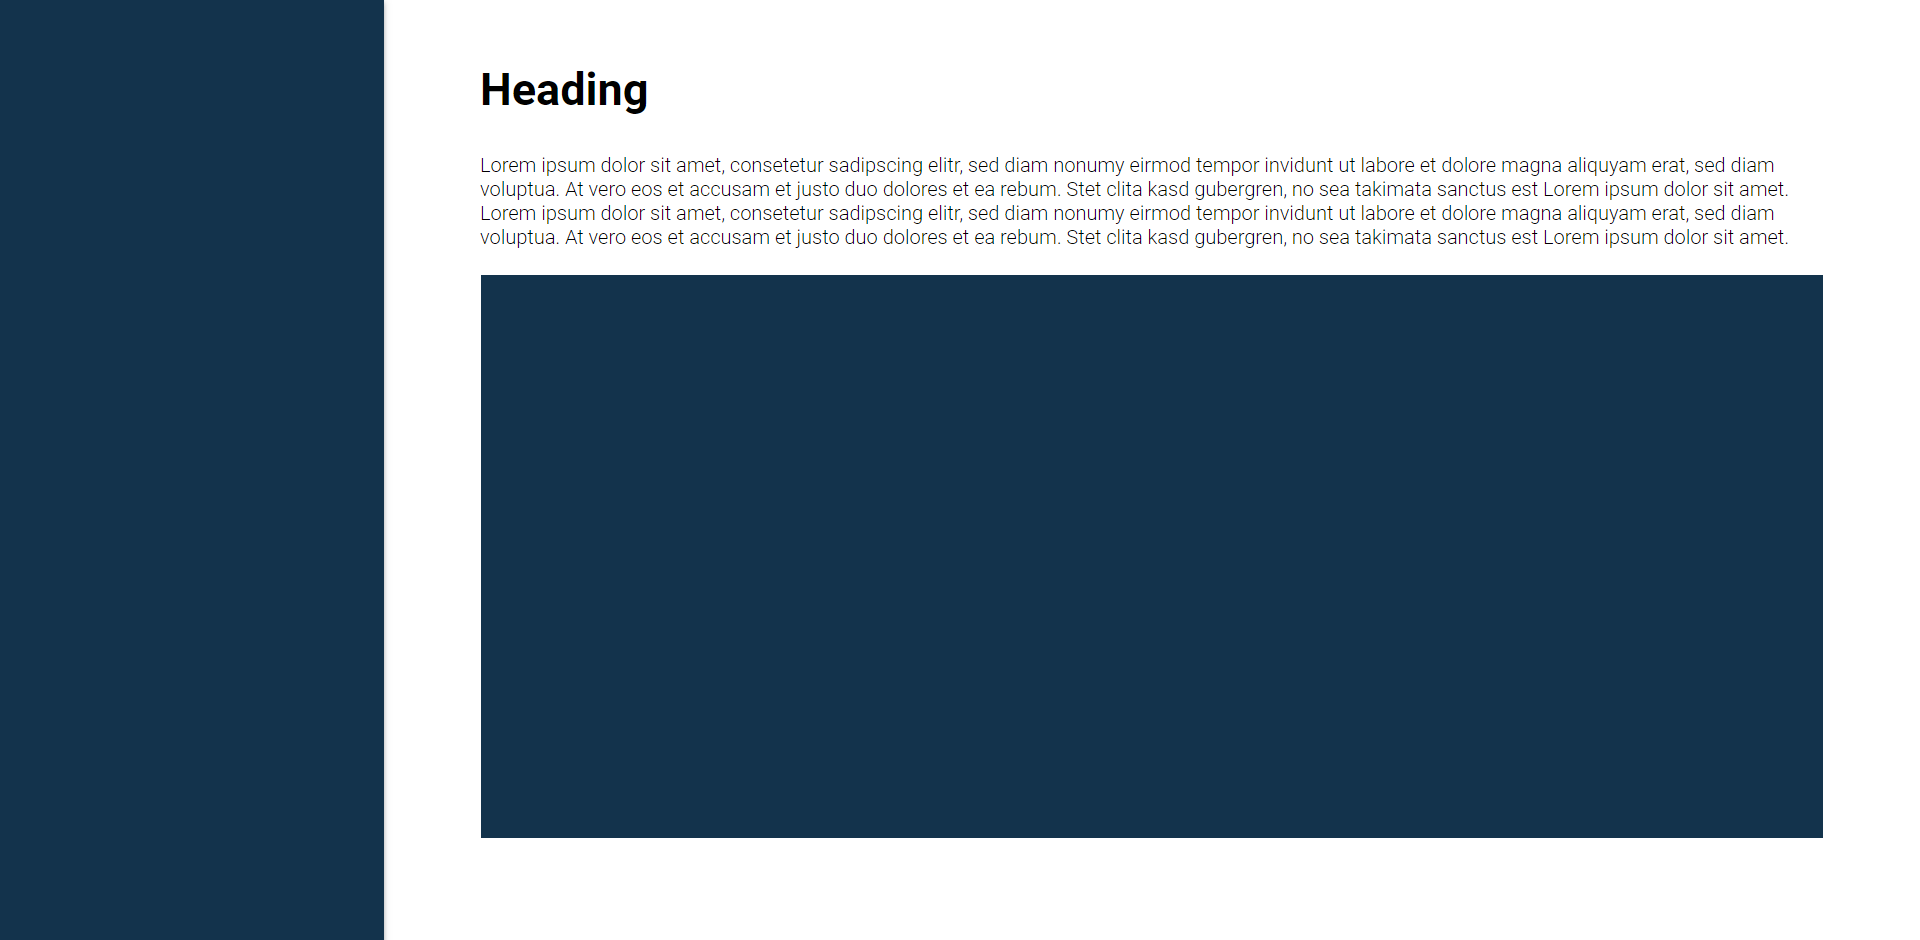 Heading
Lorem ipsum dolor sit amet, consetetur sadipscing elitr, sed diam nonumy eirmod tempor invidunt ut labore et dolore magna aliquyam erat, sed diam
voluptua. At vero eos et accusam et justo duo dolores et ea rebum. Stet clita kasd gubergren, no sea takimata sanctus est Lorem ipsum dolor sit amet.
Lorem ipsum dolor sit amet, consetetur sadipscing elitr, sed diam nonumy eirmod tempor invidunt ut labore et dolore magna aliquyam erat, sed diam
voluptua. At vero eos et accusam et justo duo dolores et ea rebum. Stet clita kasd gubergren, no sea takimata sanctus est Lorem ipsum dolor sit amet.